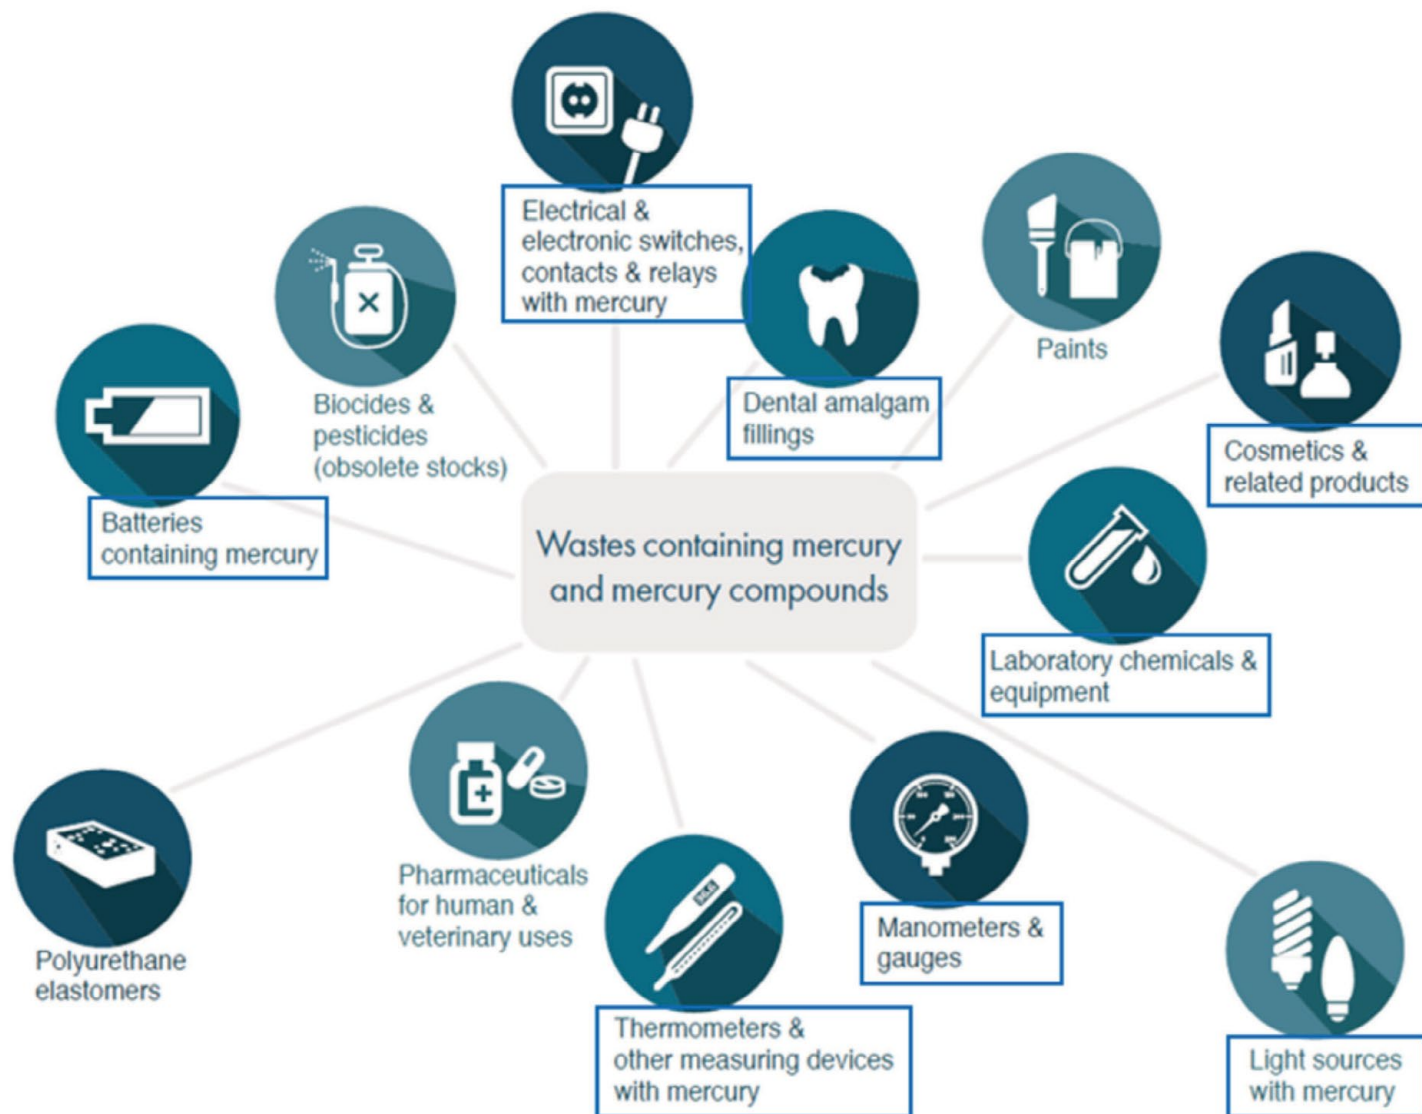 Electrical &
electronic switches,
contacts & relays
with mercury
Paints
Biocides &
pesticides
(obsolete stocks)
Dental amalgam
fillings
Cosmetics &
related products
Batteries
containing mercury
Wastes containing mercury
and mercury compounds
Laboratory chemicals &
equipment
Pharmaceuticals
for human &
veterinary uses
Manometers &
gauges
Polyurethane
elastomers
Thermometers &
other measuring devices
with mercury
Light sources
with mercury